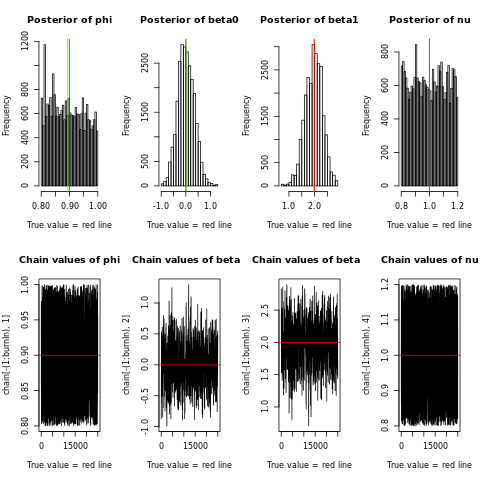 Posterior of phi
Posterior of beta0
Posterior of beta1
Posterior of nu
Frequency
0 200 600 1000 1200
0.80 0.90 1.00
True value = red line
Frequency
0 500 1500 2500
-1.0 0.0 1.0
True value = red line
Frequency
0 500 1500 2500
1.0 2.0
True value = red line
Frequency
0 200 400 600 800
0.8 1.0 1.2
True value = red line
Chain values of phi
Chain values of beta
Chain values of beta
Chain values of nu
chain[-(1:burnIn), 1]
0.80 0.85 0.90 0.95 1.00
0 15000
True value = red line
chain[-(1:burnIn), 2]
-1.0 -0.5 0.0 0.5 1.0
0 15000
True value = red line
chain[-(1:burnIn), 3]
1.0 1.5 2.0 2.5
0 15000
True value = red line
chain[-(1:burnIn), 4]
0.8 0.9 1.0 1.1 1.2
0 15000
True value = red line